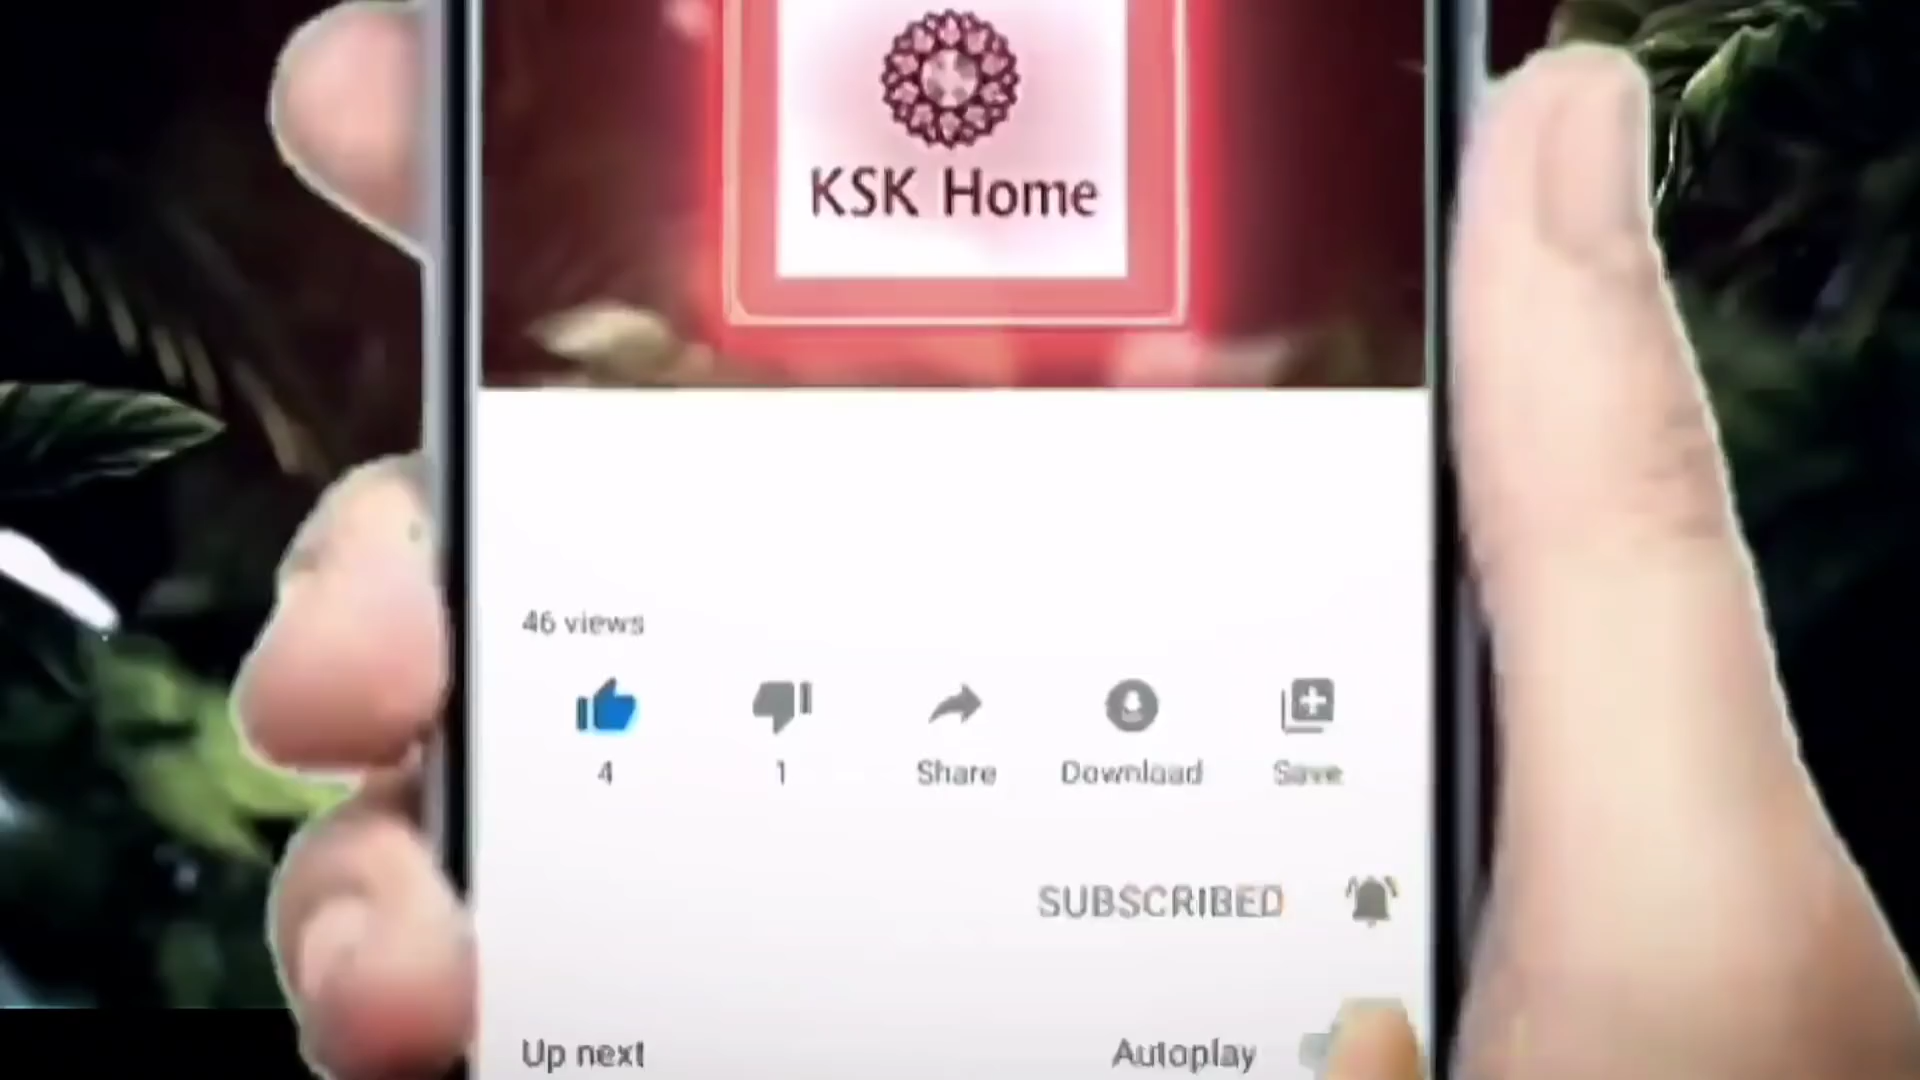 KSK Home
46 views
4
1
Share
Download
Save
SUBSCRIBED
Up next
Autoplay